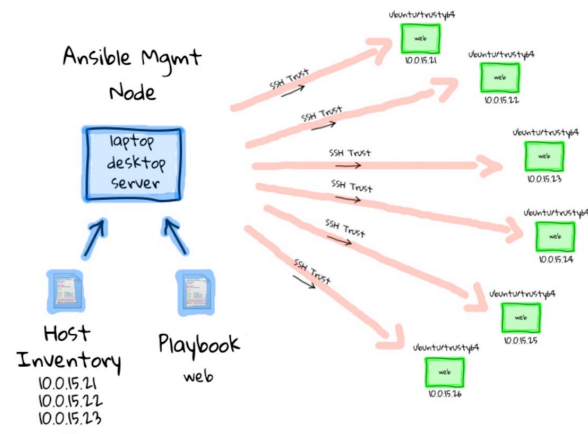 Ansible Mgmt
Node
laptop
desktop
server
Host
Inventory
10.0.15.21
10.0.15.22
10.0.15.23
Playbook
web
SSH Trust
SSH Trust
SSH Trust
SSH Trust
SSH Trust
SSH Trust
Ubuntu/trusty64
web
10.0.15.21
Ubuntu/trusty64
web
10.0.15.22
Ubuntu/trusty64
web
10.0.15.23
Ubuntu/trusty64
web
10.0.15.24
Ubuntu/trusty64
web
10.0.15.25
Ubuntu/trusty64
web
10.0.15.26